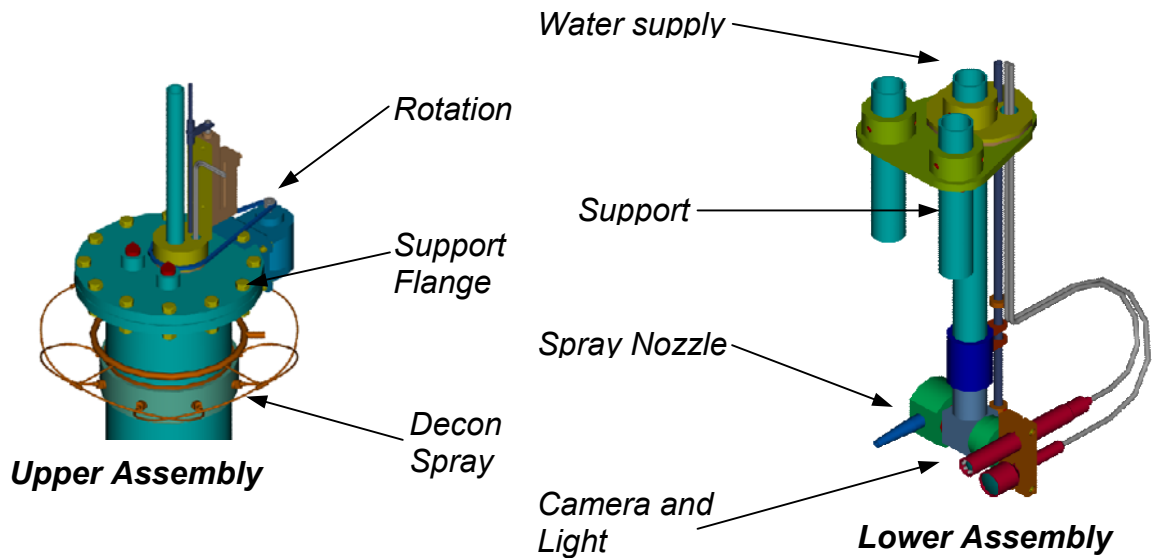 Rotation
Support
Flange
Decon
Spray
Upper Assembly
Water supply
Support
Spray Nozzle
Camera and
Light
Lower Assembly